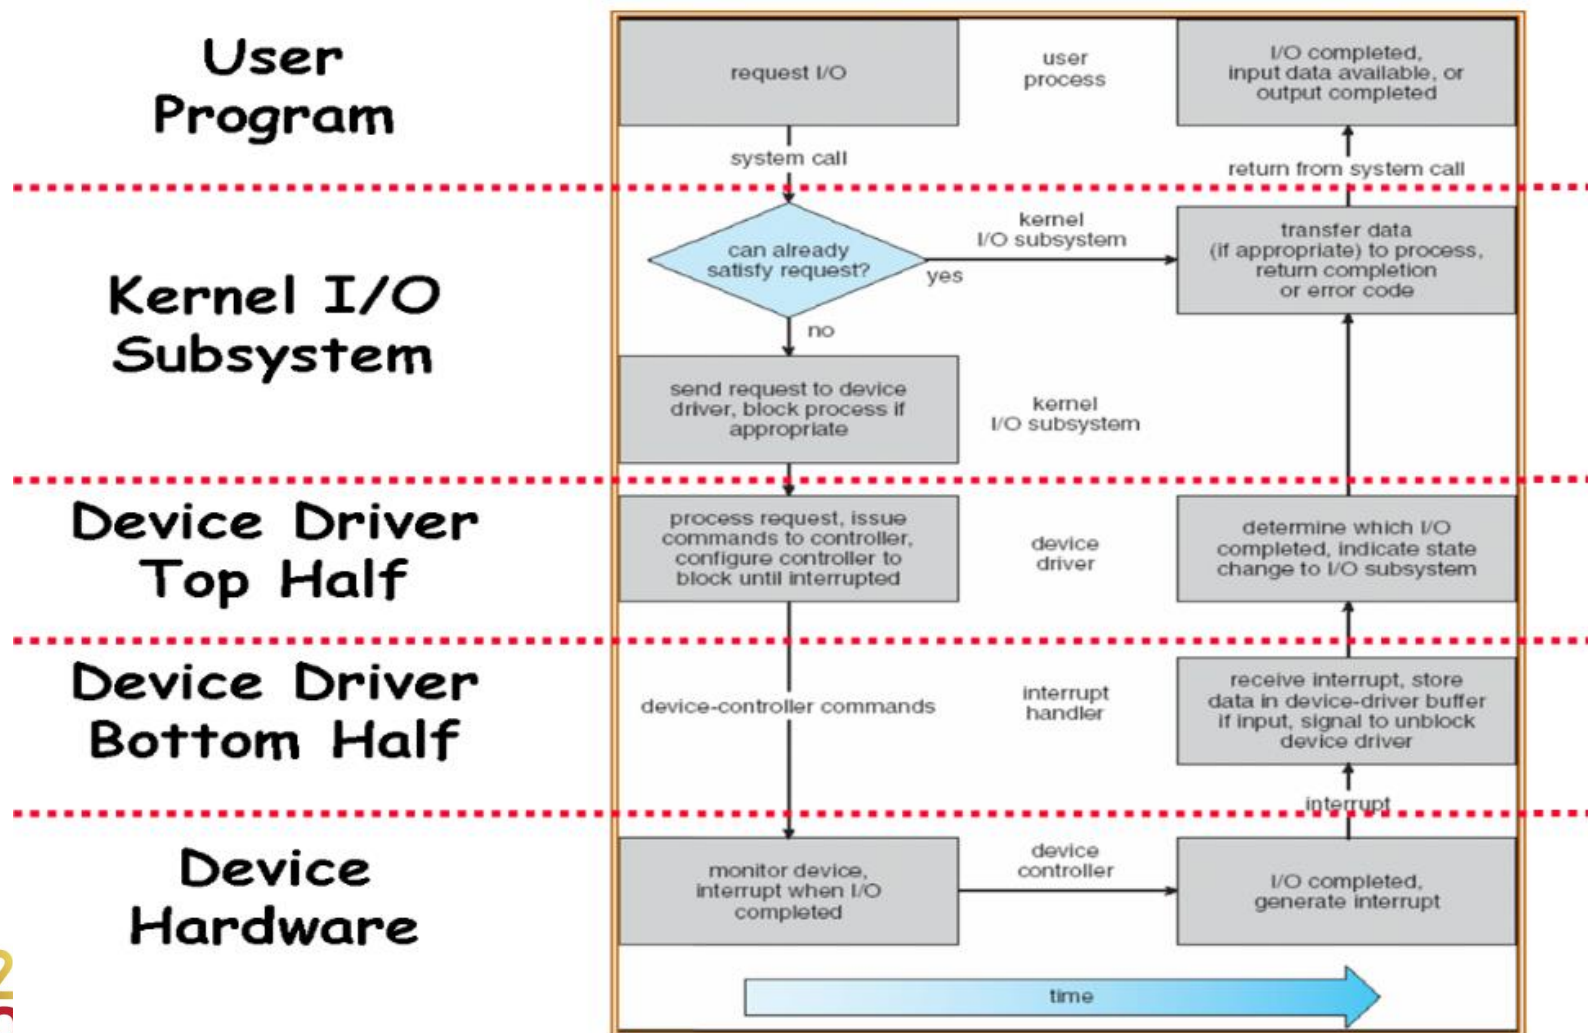 User
Program
request I/O
user
process
I/O completed,
input data available, or
output completed
system call
return from system call
Kernel I/O
Subsystem
can already
satisfy request?
yes
no
kernel
I/O subsystem
transfer data
(if appropriate) to process,
return completion
or error code
send request to device
driver, block process if
appropriate
kernel
I/O subsystem
Device Driver
Top Half
process request, issue
commands to controller,
configure controller to
block until interrupted
device
driver
determine which I/O
completed, indicate state
change to I/O subsystem
Device Driver
Bottom Half
device-controller commands
interrupt
handler
receive interrupt, store
data in device-driver buffer
if input, signal to unblock
device driver
interrupt
Device
Hardware
monitor device,
interrupt when I/O
completed
device
controller
I/O completed,
generate interrupt
time